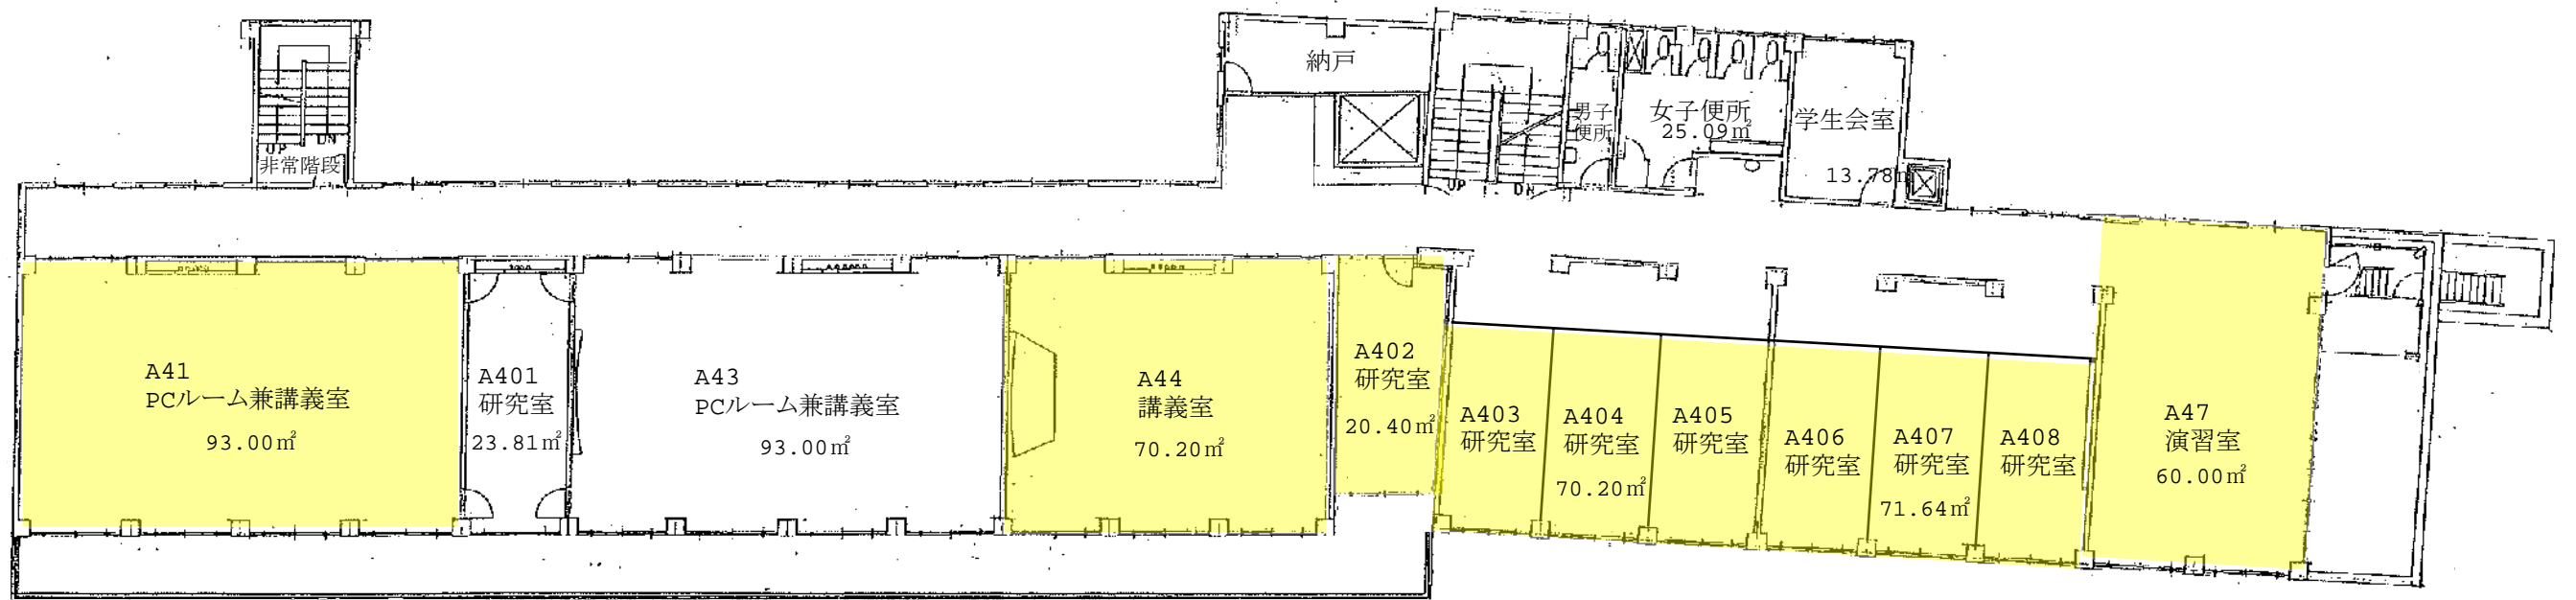 納戸
男子
便所
女子便所
25.09㎡
学生会室
13.78㎡
UP
DN
非常階段
UP
DN
A41
PCルーム兼講義室
93.00㎡
A401
研究室
23.81㎡
A43
PCルーム兼講義室
93.00㎡
A44
講義室
70.20㎡
A402
研究室
20.40㎡
A403
研究室
A404
研究室
70.20㎡
A405
研究室
A406
研究室
A407
研究室
71.64㎡
A408
研究室
A47
演習室
60.00㎡